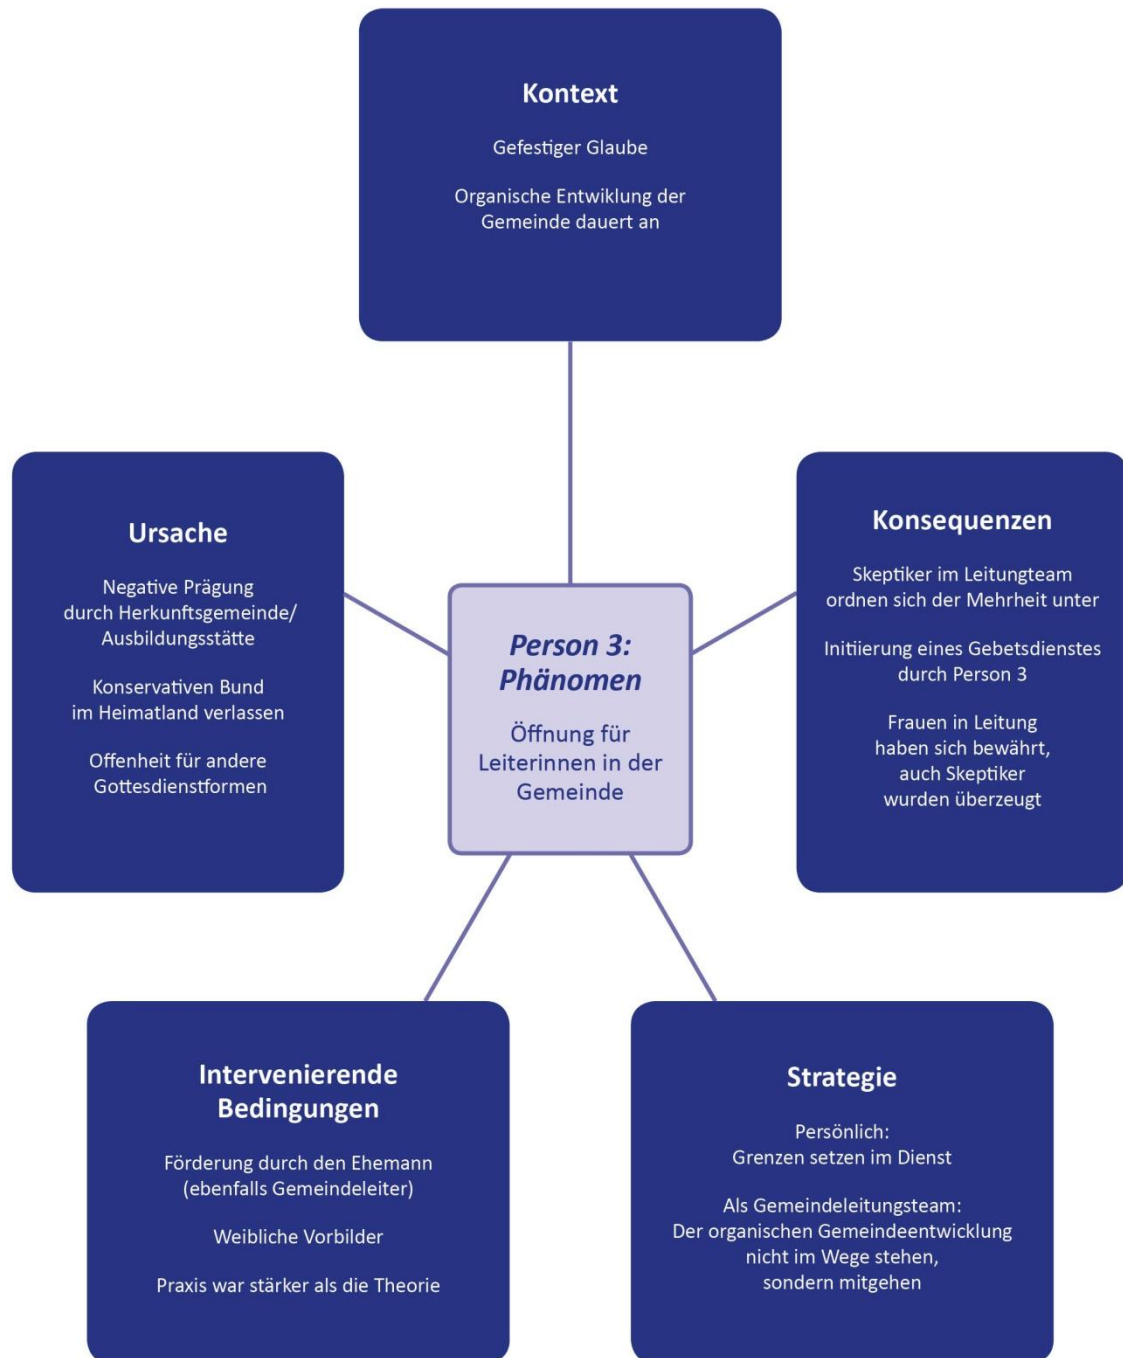 Kontext
Gefestiger Glaube
Organische Entwiklung der
Gemeinde dauert an
Ursache
Negative Prägung
durch Herkunftsgemeinde/
Ausbildungsstätte
Konservativen Bund
im Heimatland verlassen
Offenheit für andere
Gottesdienstformen
Person 3:
Phänomen
Öffnung für
Leiterinnen in der
Gemeinde
Konsequenzen
Skeptiker im Leitungteam
ordnen sich der Mehrheit unter
Initiierung eines Gebetsdienstes
durch Person 3
Frauen in Leitung
haben sich bewährt,
auch Skeptiker
wurden überzeugt
Intervenierende
Bedingungen
Förderung durch den Ehemann
(ebenfalls Gemeindeleiter)
Weibliche Vorbilder
Praxis war stärker als die Theorie
Strategie
Persönlich:
Grenzen setzen im Dienst
Als Gemeindeleitungsteam:
Der organischen Gemeindeentwicklung
nicht im Wege stehen,
sondern mitgehen